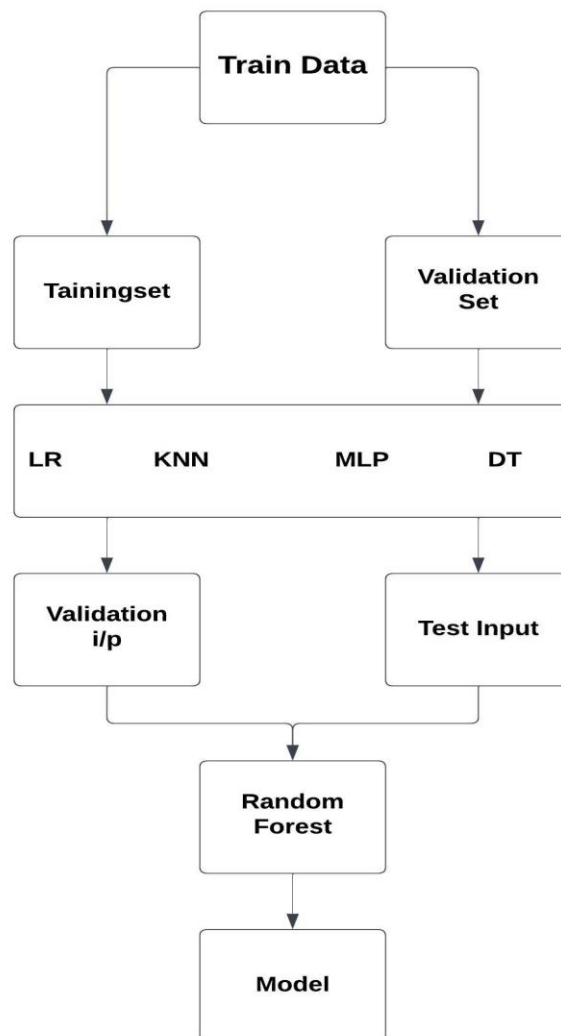 Train Data
Tainingset
Validation
Set
LR KNN MLP DT
Validation
i/p
Test Input
Random
Forest
Model